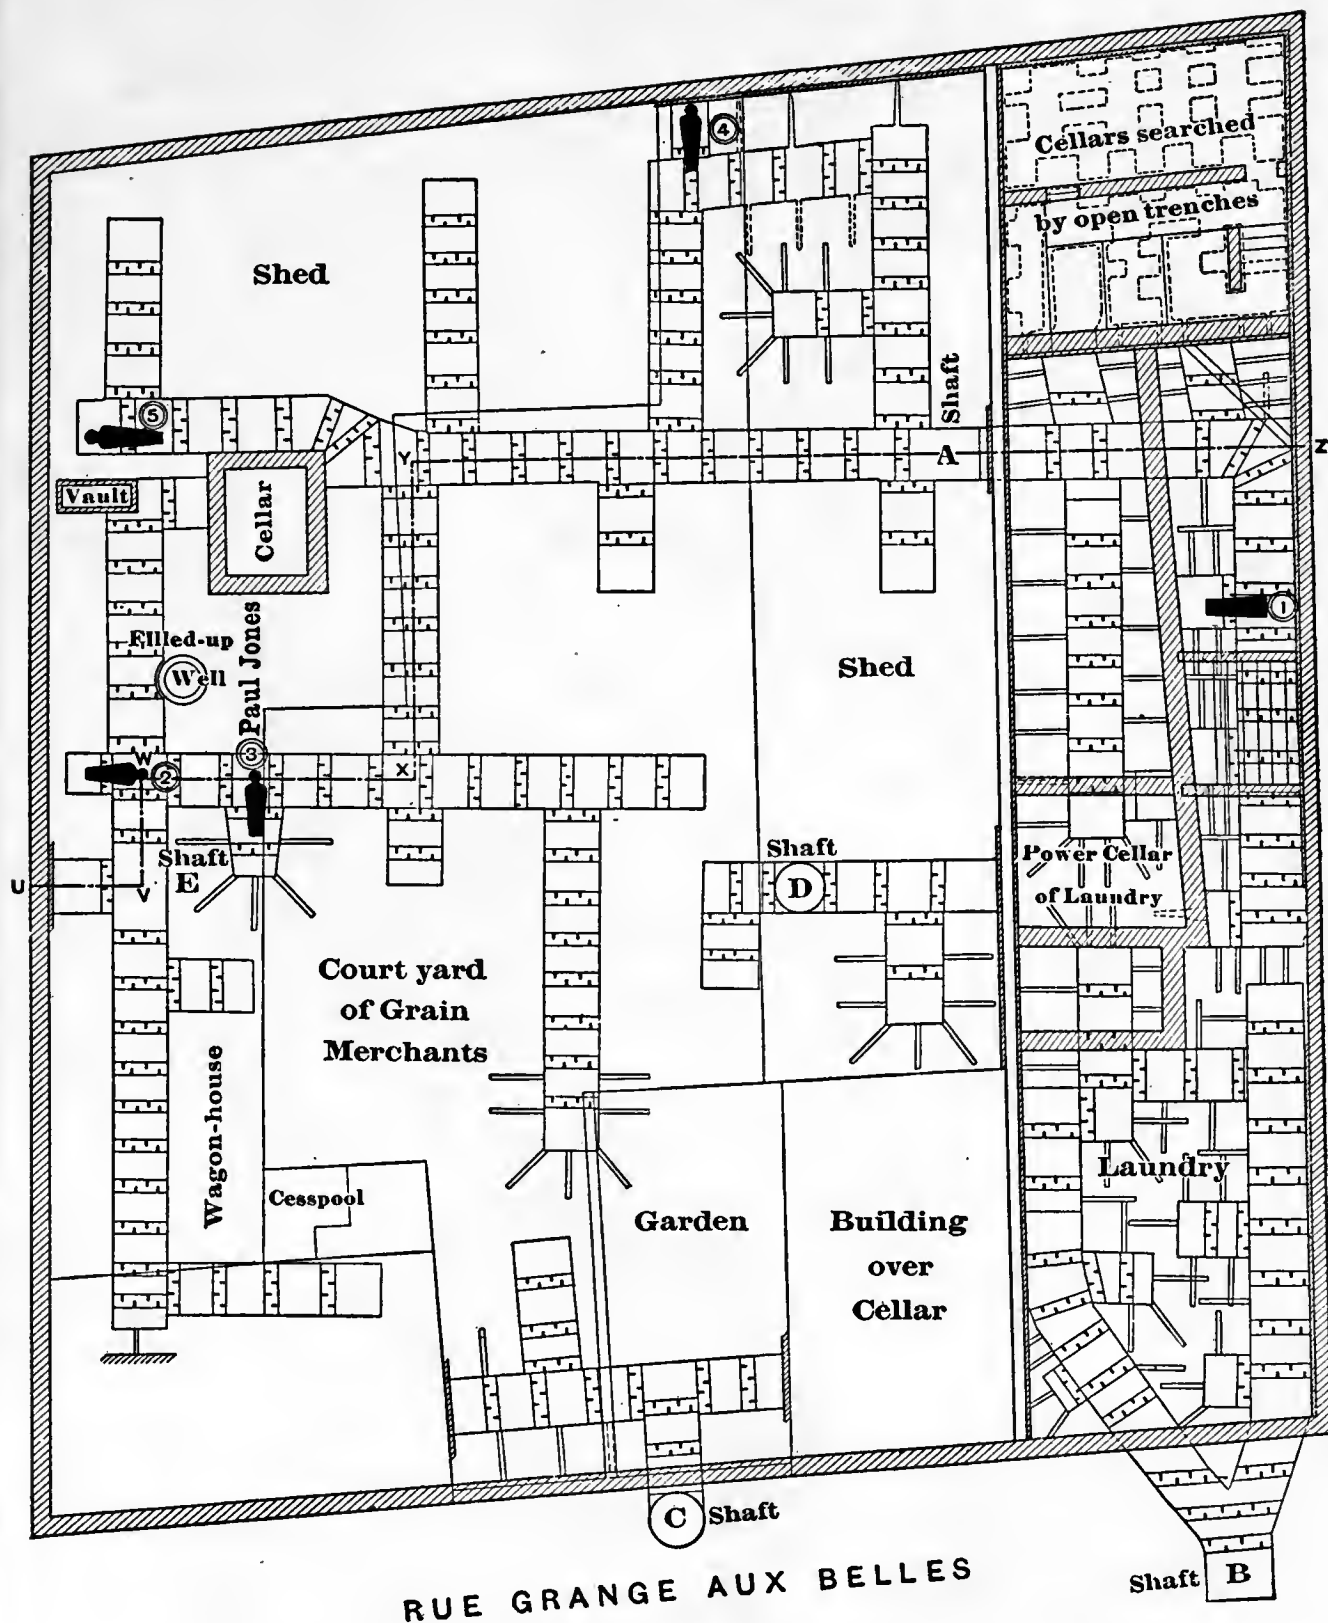 Cellars searched
by open trenches
4
Shed
Shaft
A
5
Y
Z
Vault
Cellar
1
Filled-up
Well
Paul Jones
Shed
3
W
2
X
Shaft
E
U
V
Shaft
D
Power Cellar
of Laundry
Court yard
of Grain
Merchants
Wagon-house
Cesspool
Laundry
Garden
Building
over
Cellar
C
Shaft
Shaft
B
RUE GRANGE AUX BELLES